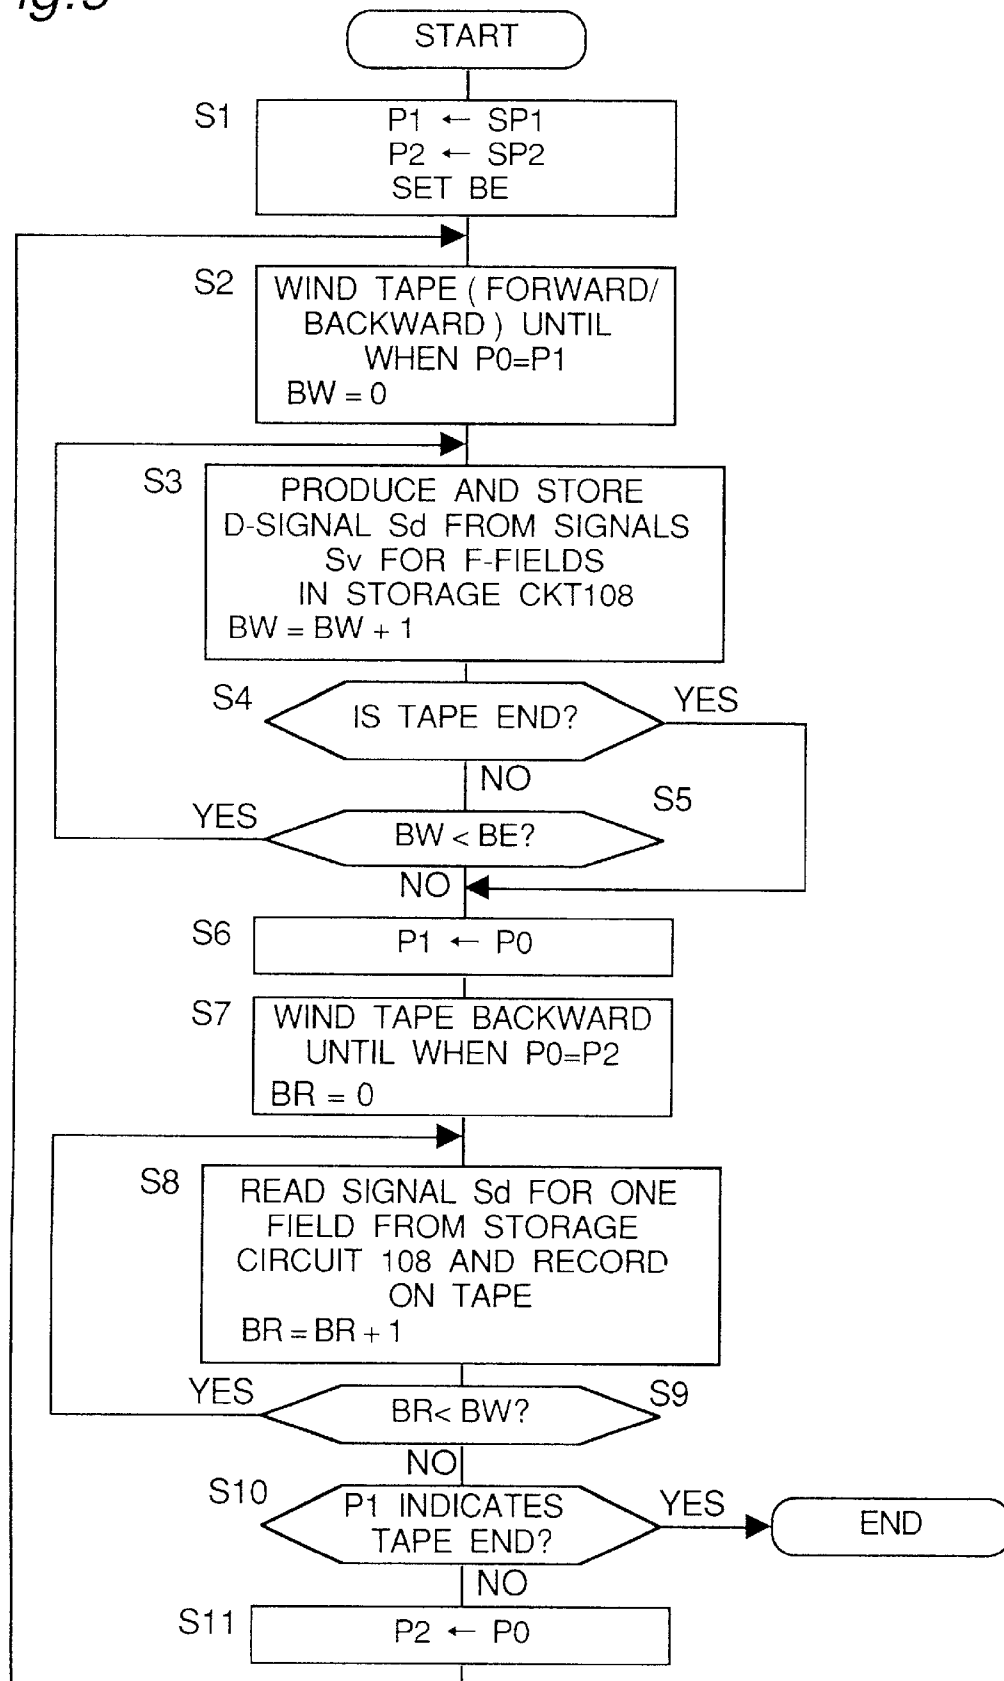 START
S1
P1 ← SP1
P2 ← SP2
SET BE
S2
WIND TAPE (FORWARD/
BACKWARD) UNTIL
WHEN P0=P1
BW = 0
S3
PRODUCE AND STORE
D-SIGNAL Sd FROM SIGNALS
Sv FOR F-FIELDS
IN STORAGE CKT108
BW = BW + 1
S4
IS TAPE END?
YES
NO
S5
YES
BW < BE?
NO
S6
P1 ← P0
S7
WIND TAPE BACKWARD
UNTIL WHEN P0=P2
BR = 0
S8
READ SIGNAL Sd FOR ONE
FIELD FROM STORAGE
CIRCUIT 108 AND RECORD
ON TAPE
BR = BR + 1
YES
BR< BW?
S9
NO
S10
P1 INDICATES
TAPE END?
YES
END
NO
S11
P2 ← P0